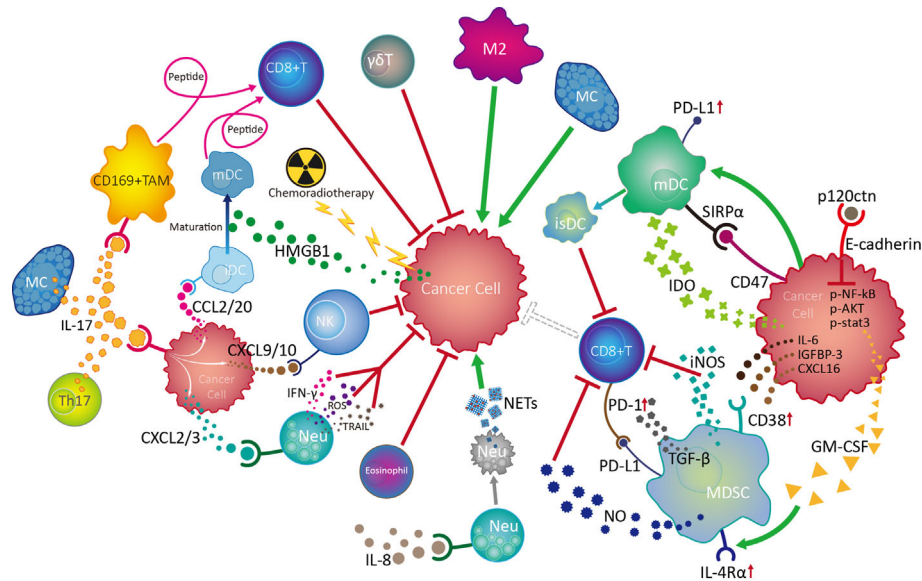 M2
γδT
CD8+T
Peptide
MC
PD-L1↑
Peptide
CD169+TAM
mDC
mDC
Chemoradiotherapy
p120ctn
SIRPα
isDC
Maturation
E-cadherin
HMGB1
iDC
MC
CD47
Cancer Cell
IDO
Cancer
Cell
p-NF-kB
p-AKT
p-stat3
CCL2/20
IL-17
NK
IL-6
IGFBP-3
CXCL16
CD8+T
CXCL9/10
iNOS
Cancer
Cell
IFN-γ
ROS
TRAIL
NETs
PD-1↑
CD38↑
Th17
CXCL2/3
Neu
Neu
GM-CSF
PD-L1
TGF-β
Eosinophil
MDSC
NO
Neu
IL-8
IL-4Rα↑